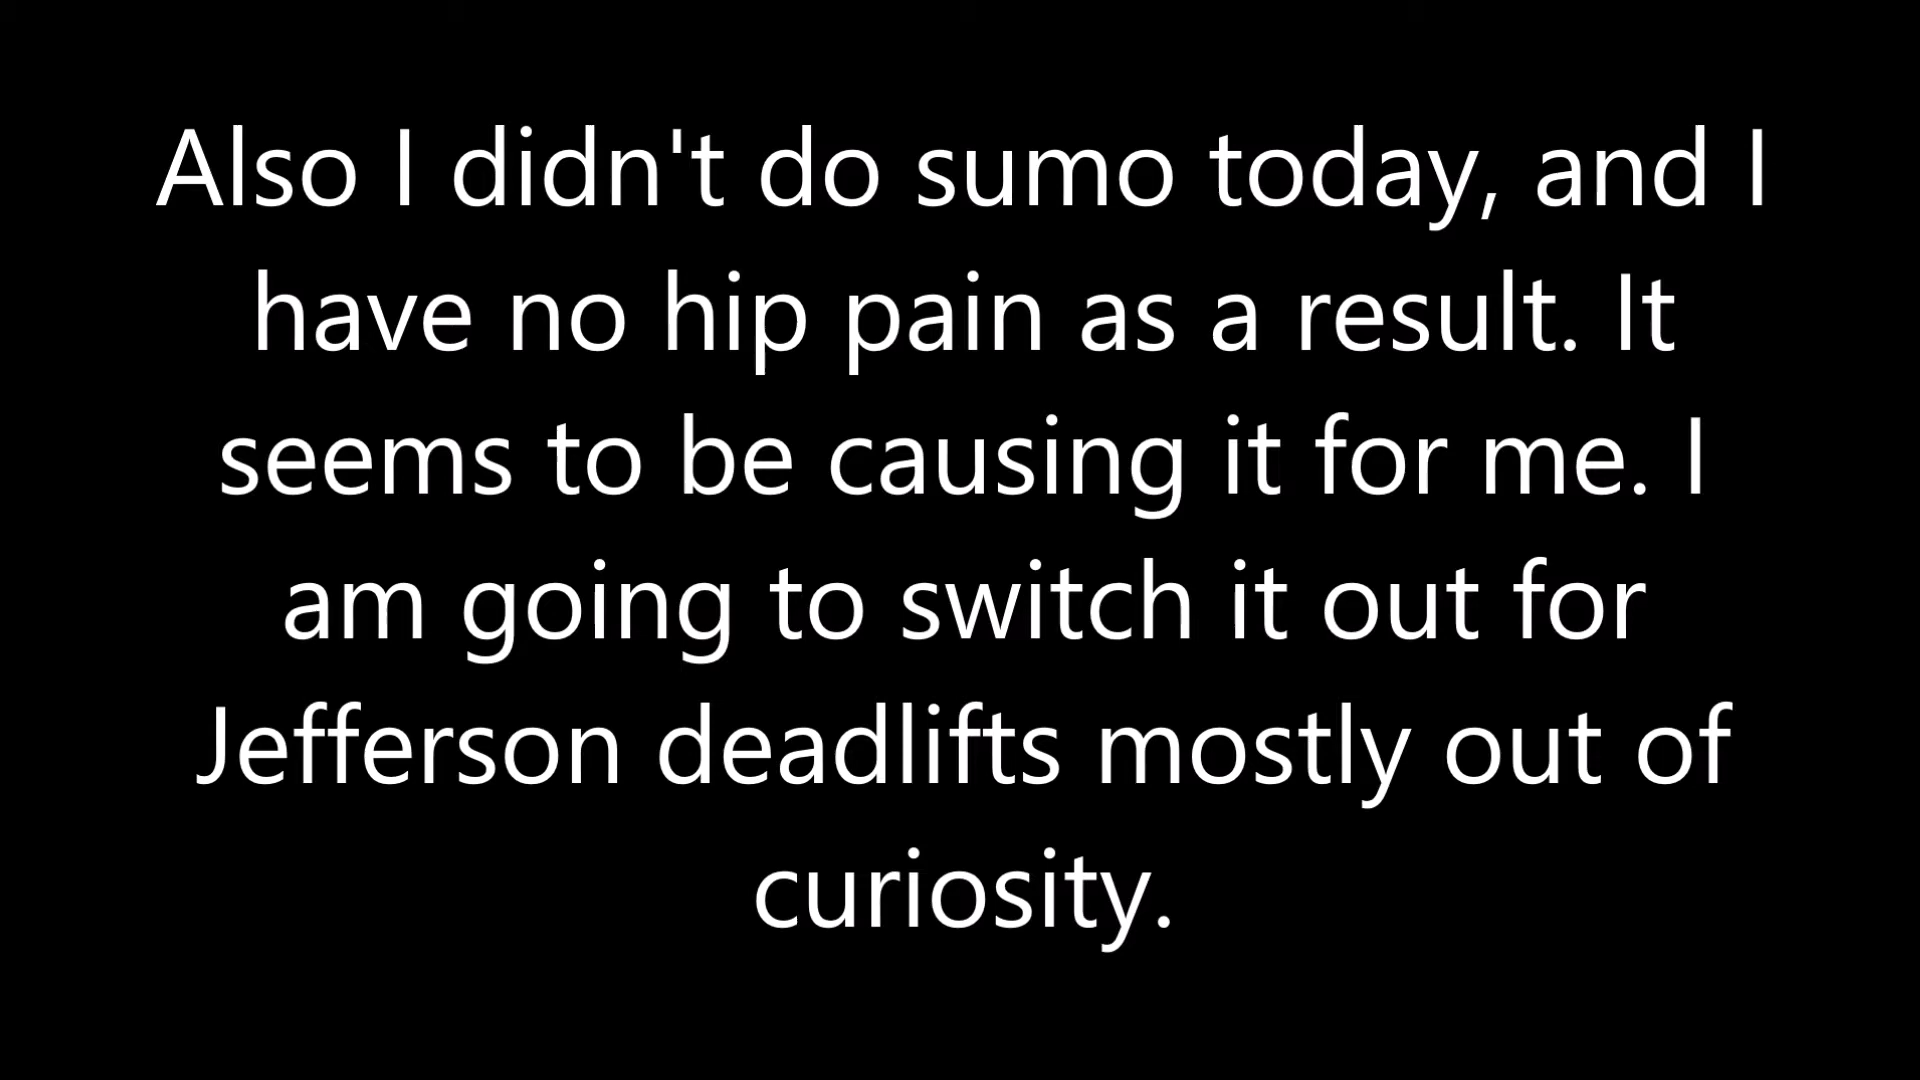 Also I didn't do sumo today, and I
have no hip pain as a result. It
seems to be causing it for me. I
am going to switch it out for
Jefferson deadlifts mostly out of
curiosity.